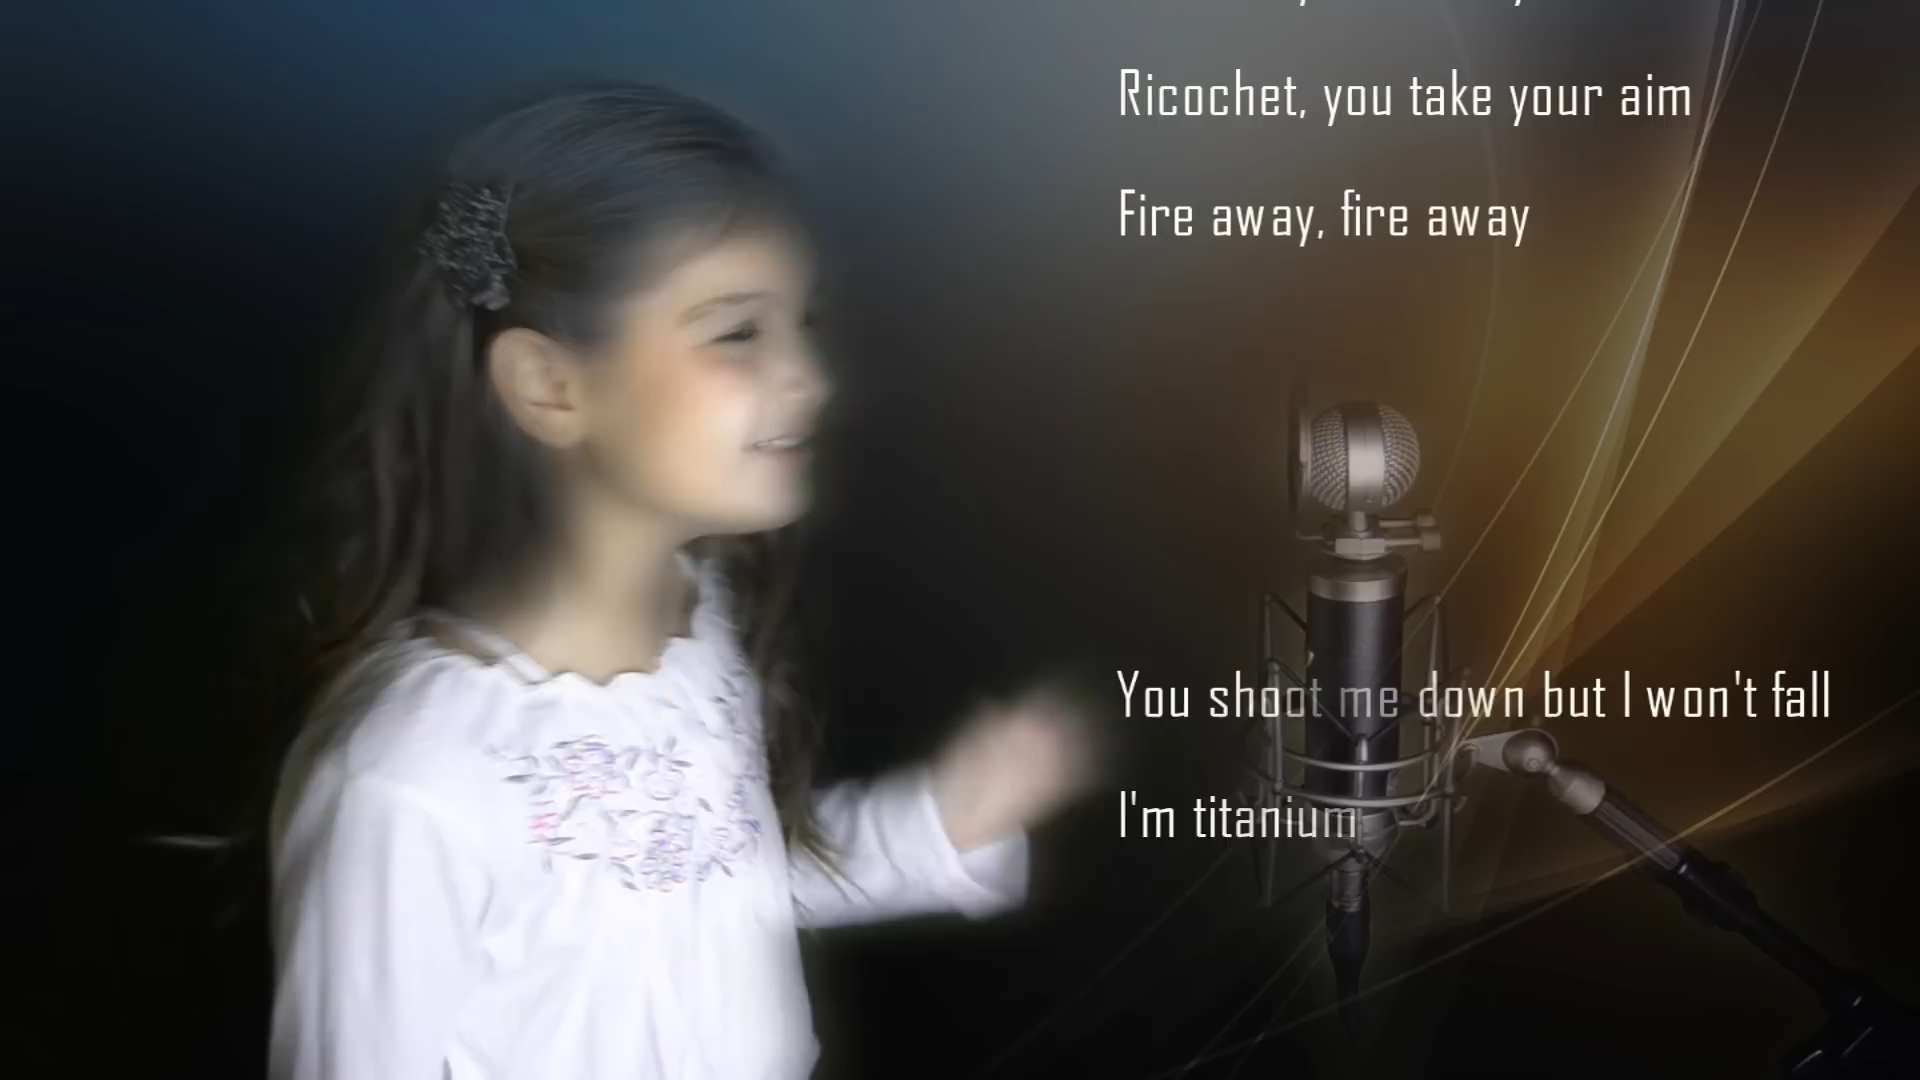 Ricochet, you take your aim
Fire away, fire away
You shoot me down but I won't fall
I'm titanium